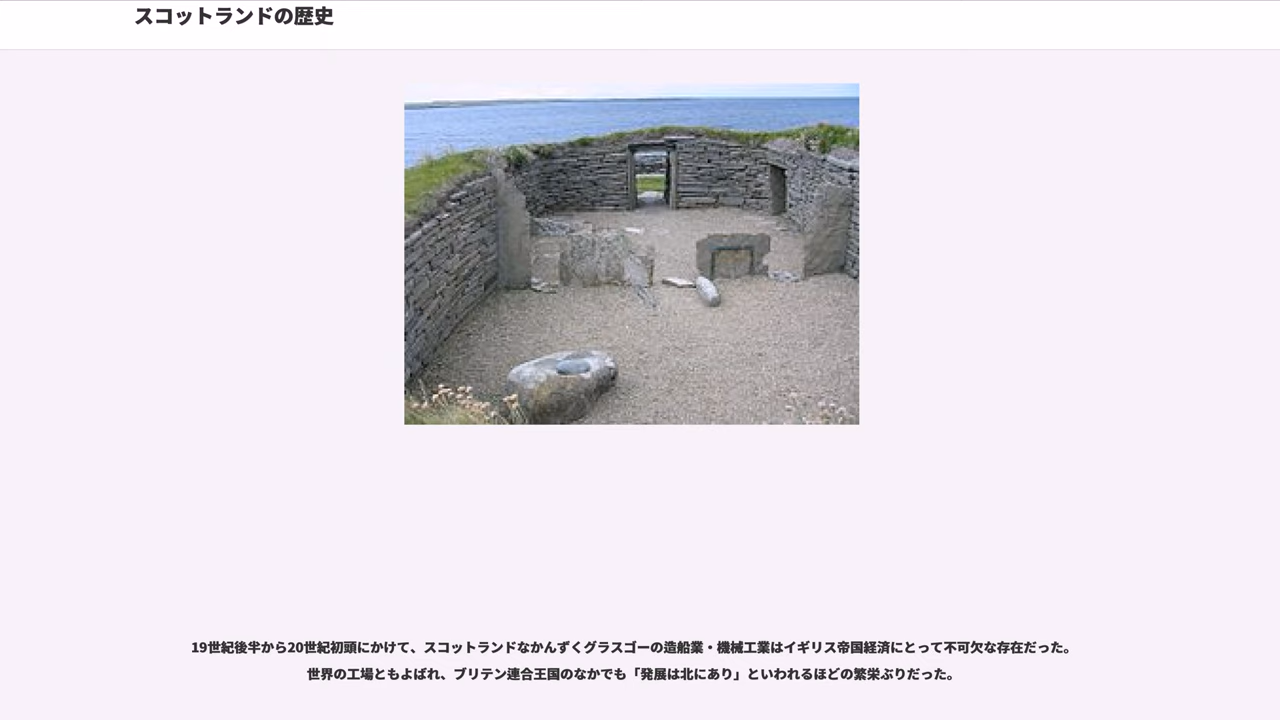 スコットランドの歴史
19世紀後半から20世紀初頭にかけて、スコットランドなかんずくグラスゴーの造船業・機械工業はイギリス帝国経済にとって不可欠な存在だった。
世界の工場ともよばれ、ブリテン連合王国のなかでも「発展は北にあり」といわれるほどの繁栄ぶりだった。